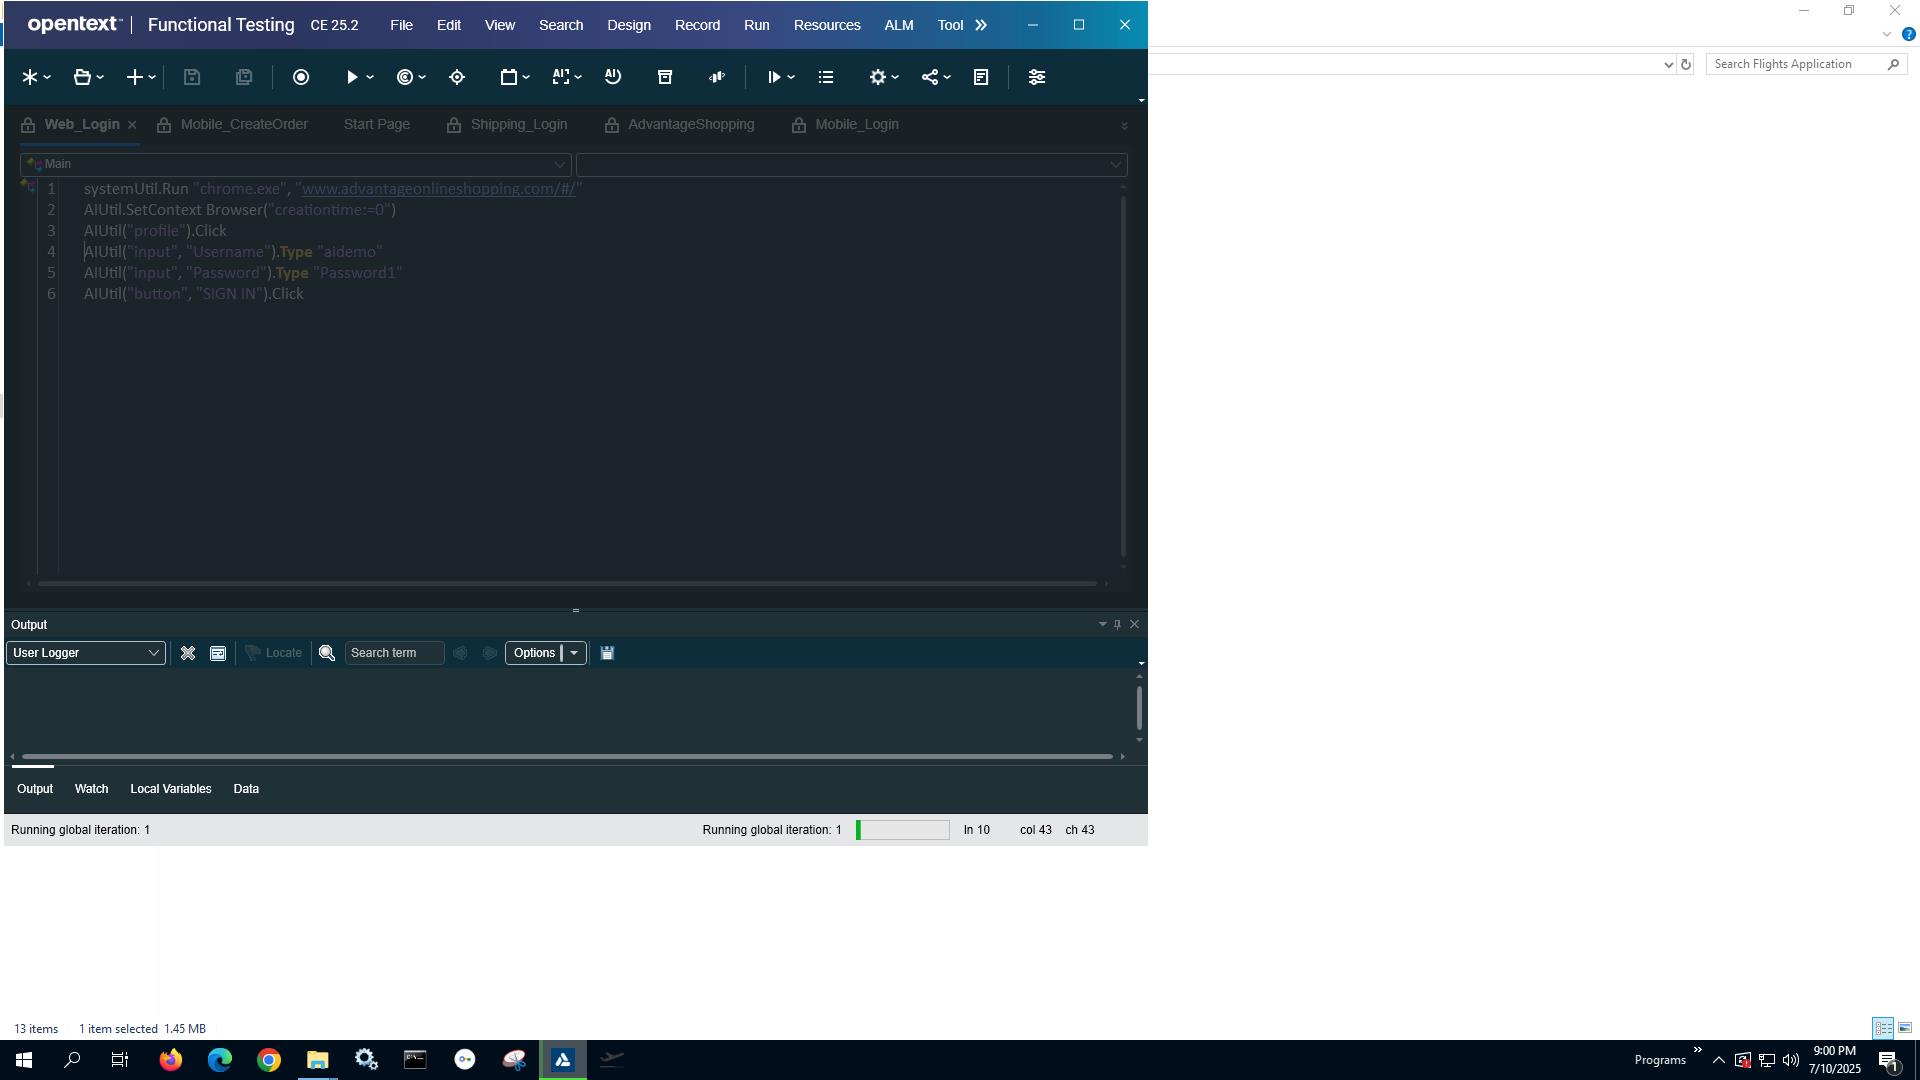 opentext™ | Functional Testing CE 25.2 File Edit View Search Design Record Run Resources ALM Tool
Search Flights Application
AI AI
Web_Login Mobile_CreateOrder Start Page Shipping_Login AdvantageShopping Mobile_Login
Main
1 systemUtil.Run "chrome.exe", "www.advantageonlineshopping.com/#/"
2 AIUtil.SetContext Browser("creationtime:=0")
3 AIUtil("profile").Click
4 AIUtil("input", "Username").Type "aidemo"
5 AIUtil("input", "Password").Type "Password1"
6 AIUtil("button", "SIGN IN").Click
Output
User Logger Locate Search term Options
Output Watch Local Variables Data
Running global iteration: 1 Running global iteration: 1 ln 10 col 43 ch 43
13 items 1 item selected 1.45 MB
Programs 9:00 PM
7/10/2025 1